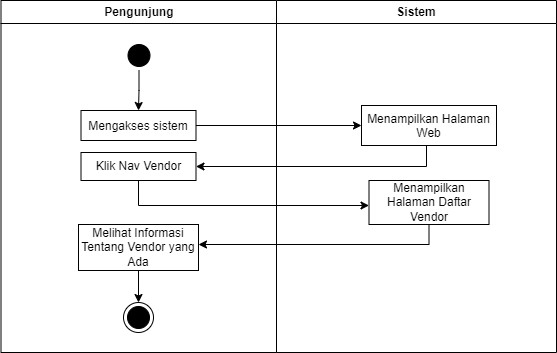 Pengunjung
Sistem
Mengakses sistem
Menampilkan Halaman
Web
Klik Nav Vendor
Menampilkan
Halaman Daftar
Vendor
Melihat Informasi
Tentang Vendor yang
Ada